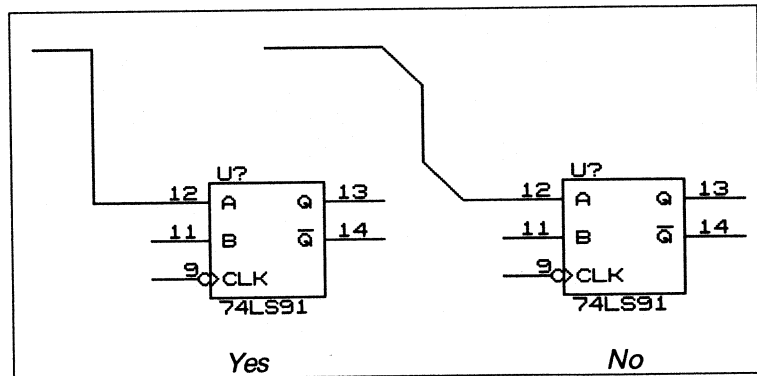 U?
12 A Q 13
11 B Q̅ 14
9 CLK
74LS91
Yes
U?
12 A Q 13
11 B Q̅ 14
9 CLK
74LS91
No